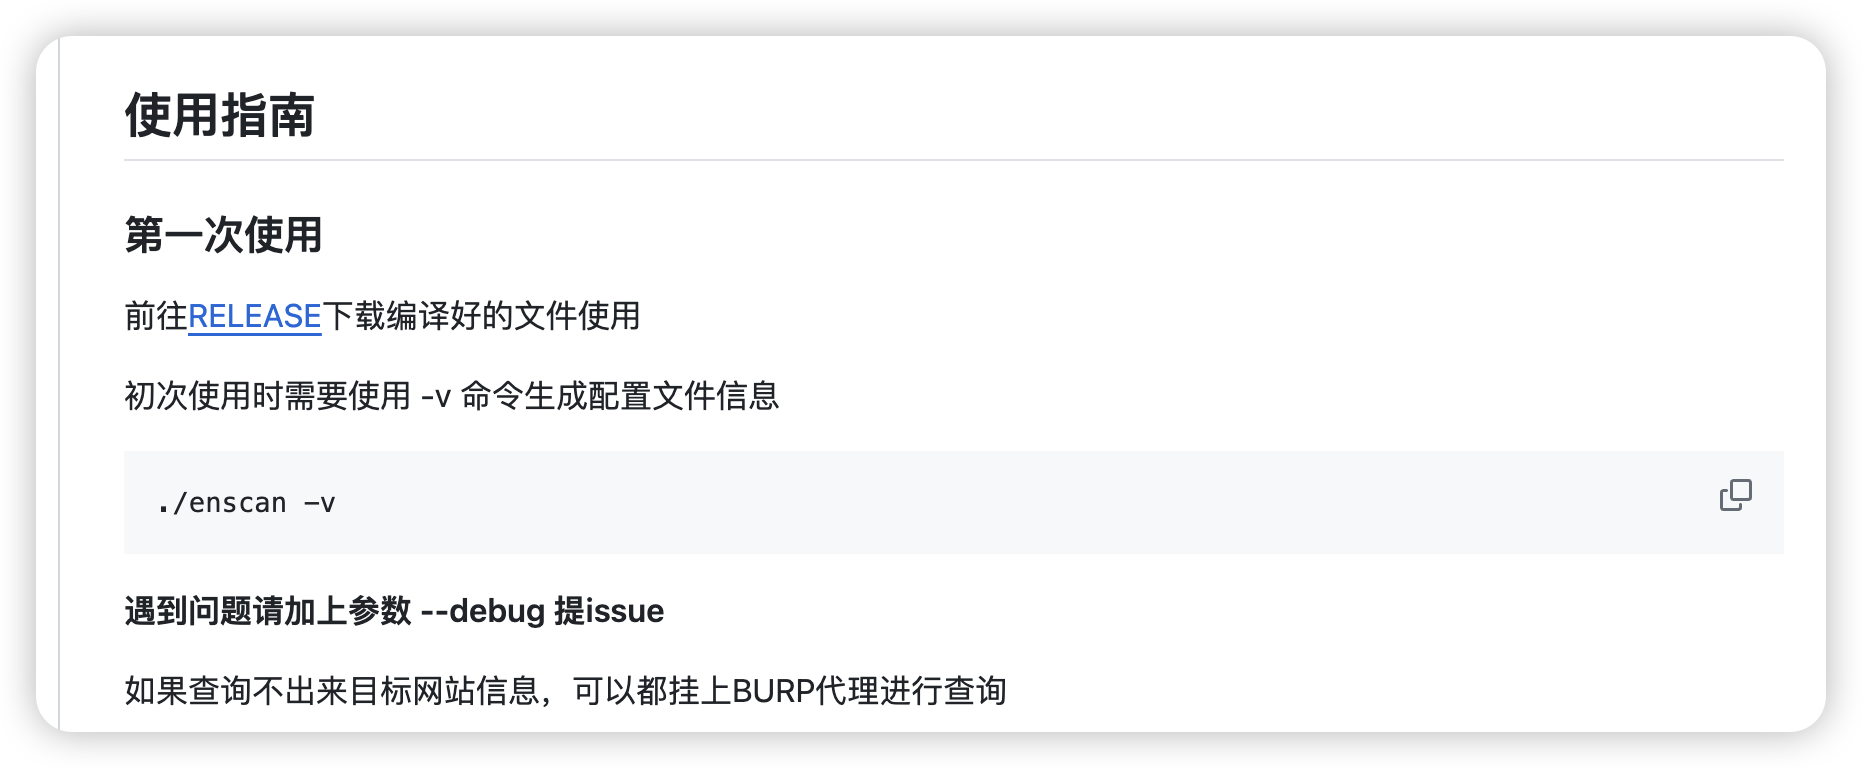 使用指南
第一次使用
前往RELEASE下载编译好的文件使用
初次使用时需要使用 -v 命令生成配置文件信息
./enscan -v
遇到问题请加上参数 --debug 提issue
如果查询不出来目标网站信息，可以都挂上BURP代理进行查询